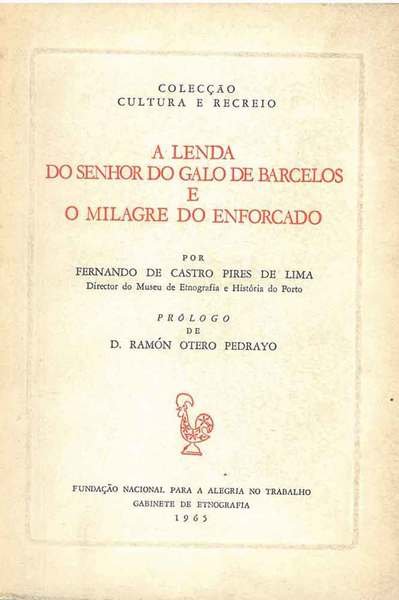 COLECÇÃO
CULTURA E RECREIO
A LENDA
DO SENHOR DO GALO DE BARCELOS
E
O MILAGRE DO ENFORCADO
POR
FERNANDO DE CASTRO PIRES DE LIMA
Director do Museu de Etnografia e História do Porto
PRÓLOGO
DE
D. RAMÓN OTERO PEDRAYO
FUNDAÇÃO NACIONAL PARA A ALEGRIA NO TRABALHO
GABINETE DE ETNOGRAFIA
1965